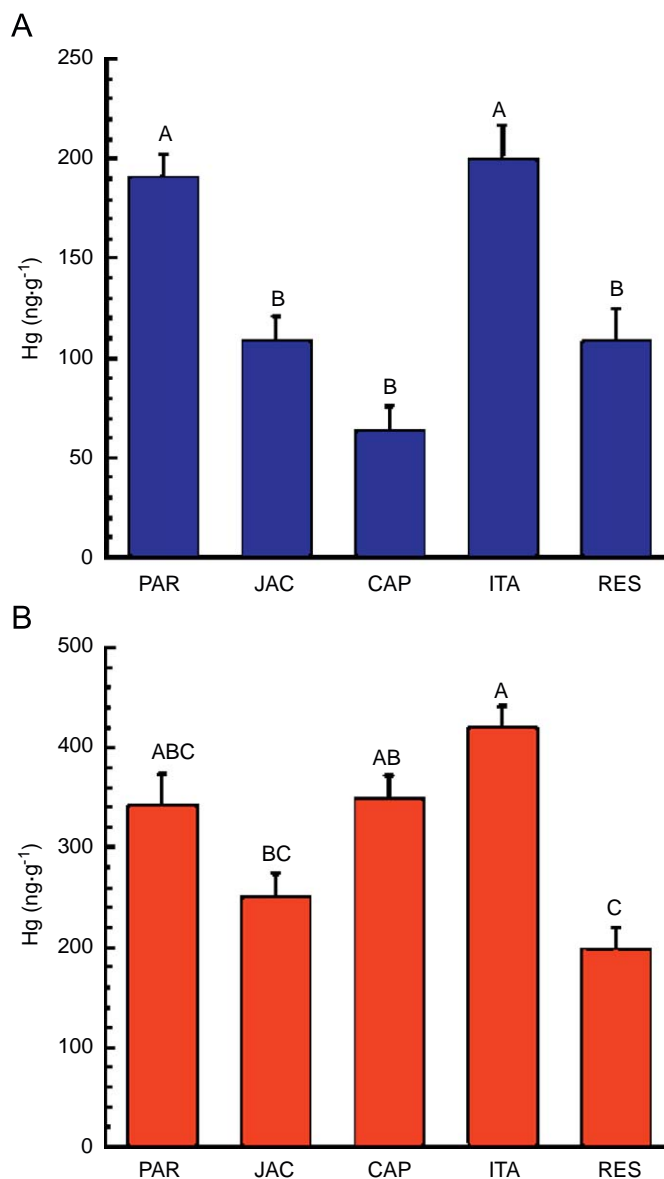 A
250
200
150
100
50
0
Hg (ng·g⁻¹)
A
B
B
A
B
PAR JAC CAP ITA RES
B
500
400
300
200
100
0
Hg (ng·g⁻¹)
ABC
BC
AB
A
C
PAR JAC CAP ITA RES